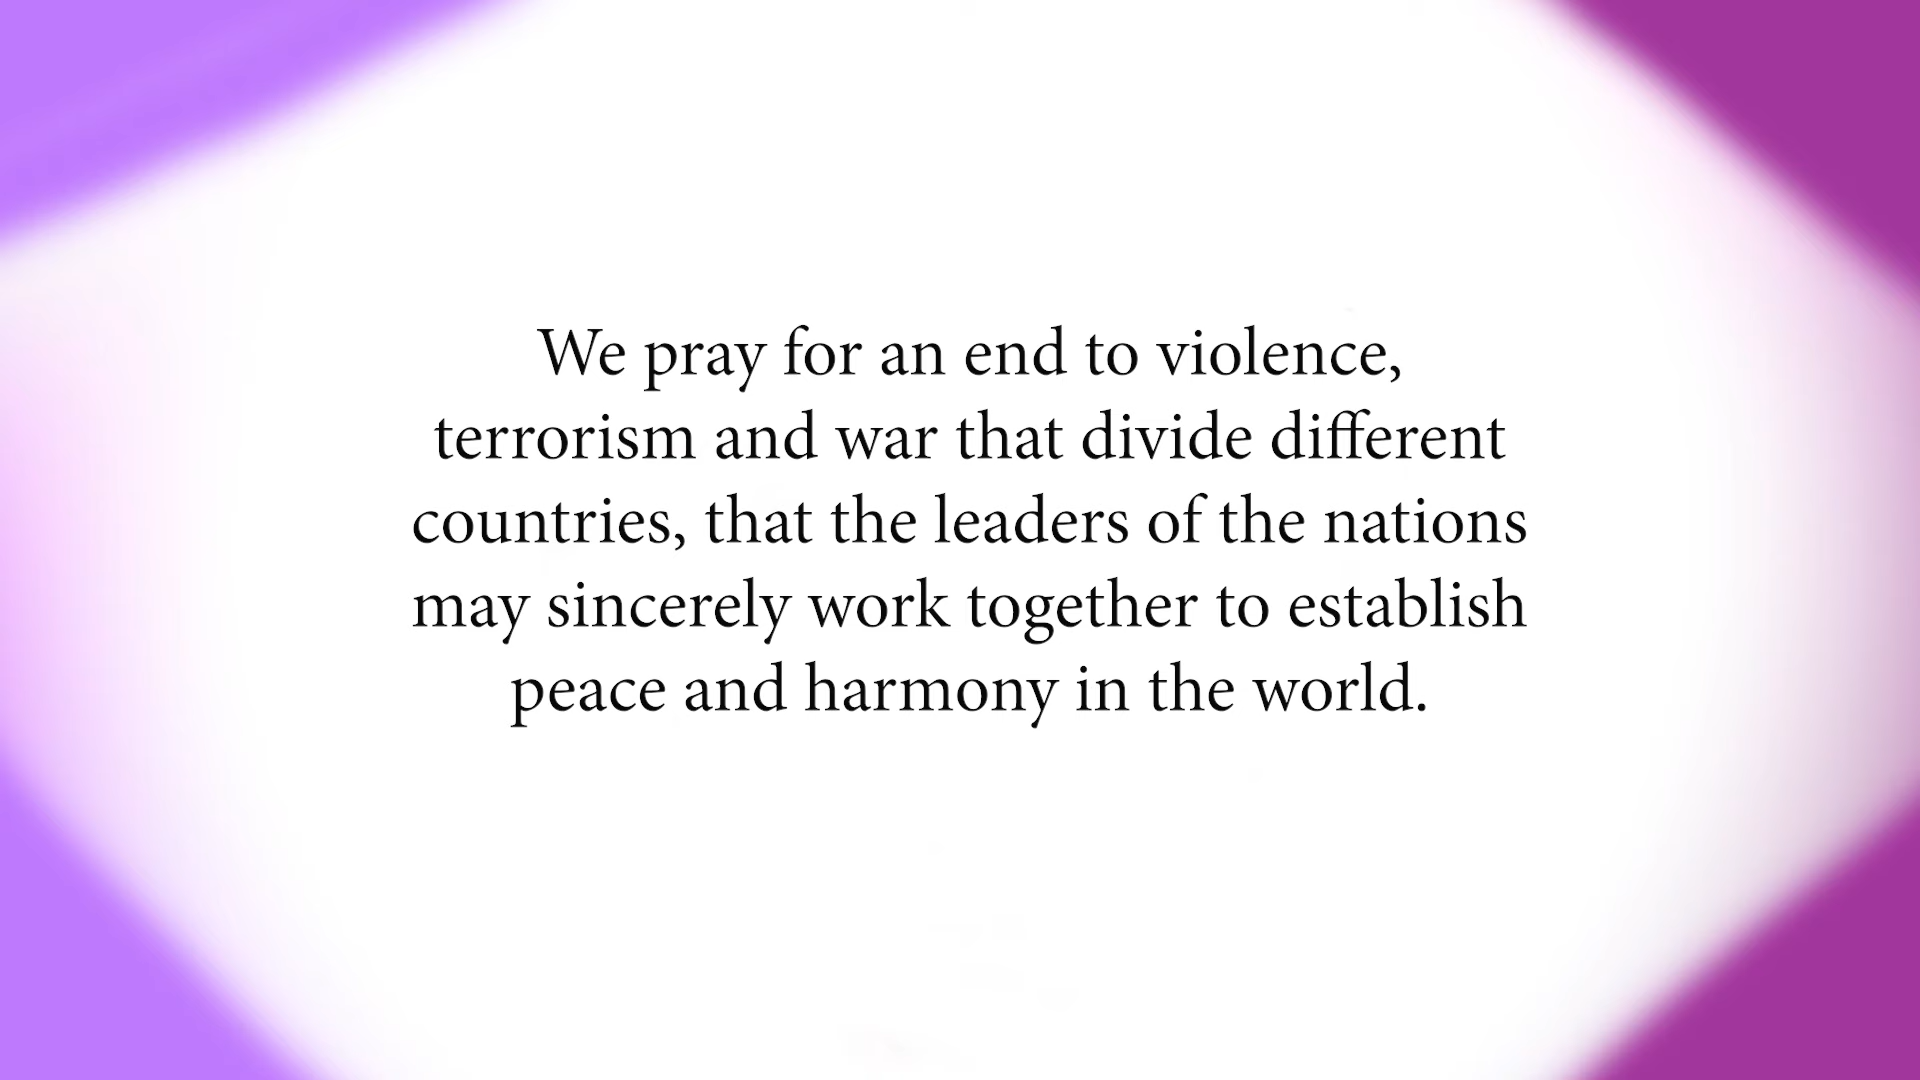 We pray for an end to violence,
terrorism and war that divide different
countries, that the leaders of the nations
may sincerely work together to establish
peace and harmony in the world.